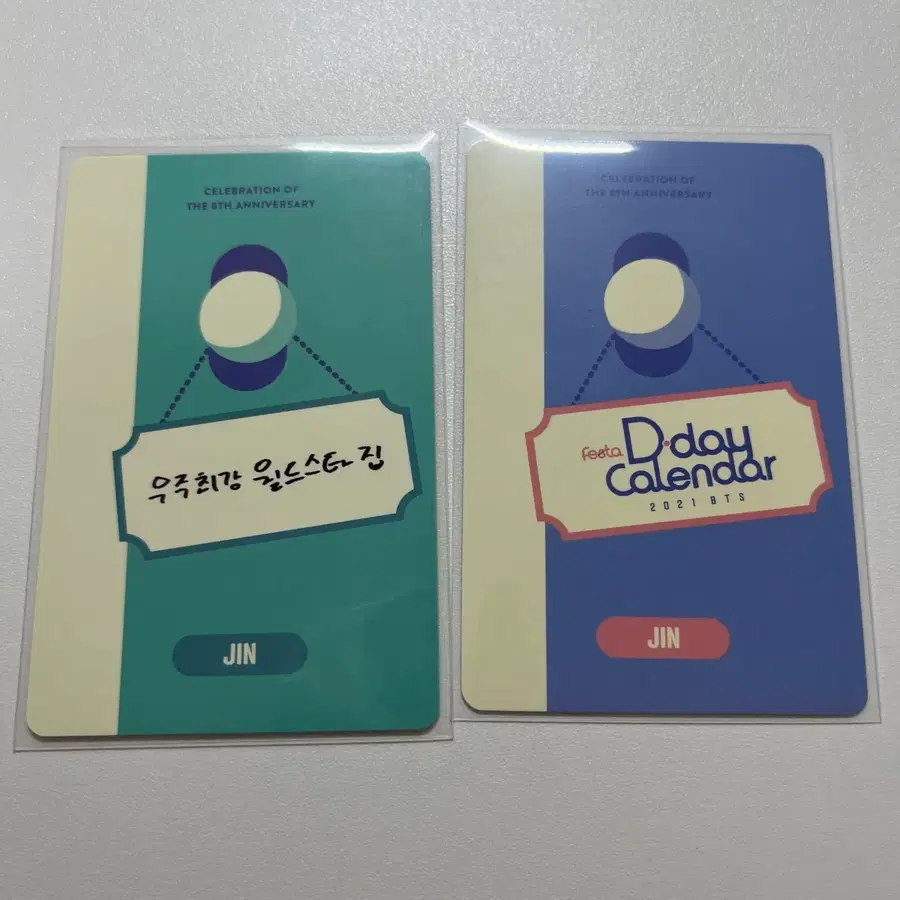 CELEBRATION OF
THE 8TH ANNIVERSARY
우주최강 월드스타 집
JIN
CELEBRATION OF
THE 8TH ANNIVERSARY
festa D-day
Calendar
2021 BTS
JIN